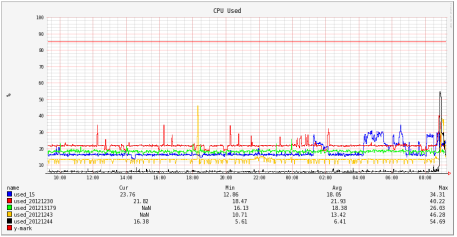 CPU Used
100
90
80
70
60
50
40
30
20
10
%
10:00 12:00 14:00 16:00 18:00 20:00 22:00 00:00 02:00 04:00 06:00 08:00
name Cur Min Avg Max
used_15 23.76 12.86 18.05 34.31
used_20121230 21.82 18.47 21.93 40.22
used_201213179 NaN 16.13 18.38 26.03
used_20121243 NaN 10.71 13.42 46.28
used_20121244 16.38 5.61 6.41 54.69
y-mark